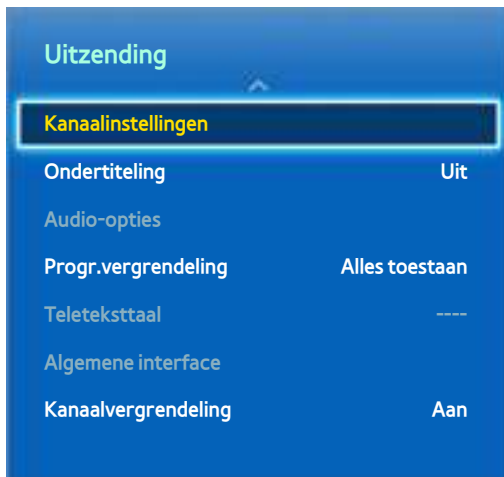 Uitzending
Kanaalinstellingen
Ondertiteling Uit
Audio-opties
Progr.vergrendeling Alles toestaan
Teleteksttaal ----
Algemene interface
Kanaalvergrendeling Aan